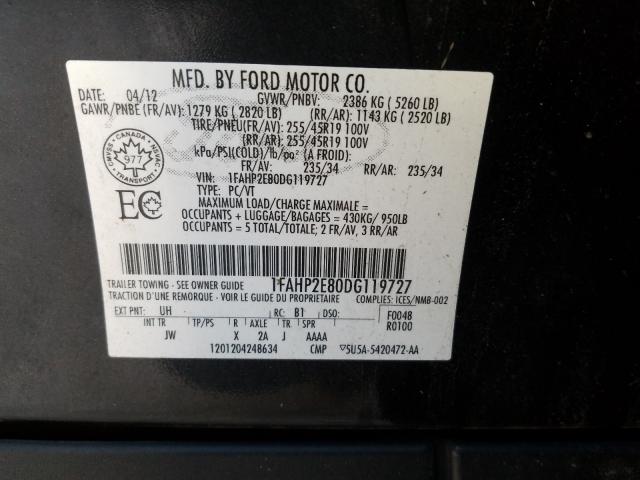 MFD. BY FORD MOTOR CO.
DATE: 04/12 GVWR/PNBV: 2386 KG ( 5260 LB)
GAWR/PNBE (FR/AV): 1279 KG ( 2820 LB) (RR/AR): 1143 KG ( 2520 LB)
TIRE/PNEU(FR/AV): 255/45R19 100V
(RR/AR): 255/45R19 100V
kPa/PSI(COLD)/lb/po² (A FROID):
FR/AV: 235/34 RR/AR: 235/34
VIN: 1FAHP2E80DG119727
TYPE: PC/VT
MAXIMUM LOAD/CHARGE MAXIMALE =
OCCUPANTS + LUGGAGE/BAGAGES = 430KG/ 950LB
OCCUPANTS = 5 TOTAL/TOTALE; 2 FR/AV, 3 RR/AR
CMVSS · CANADA · NSVAC
977
TRANSPORT
EC
TRAILER TOWING - SEE OWNER GUIDE 1FAHP2E80DG119727
TRACTION D'UNE REMORQUE - VOIR LE GUIDE DU PROPRIETAIRE COMPLIES: ICES/NMB-002
EXT PNT: UH RC: B1 DSO: F0048
INT TR TP/PS R AXLE TR SPR R0100
JW X 2A J AAAA
1201204248634 CMP ▽5U5A-5420472-AA